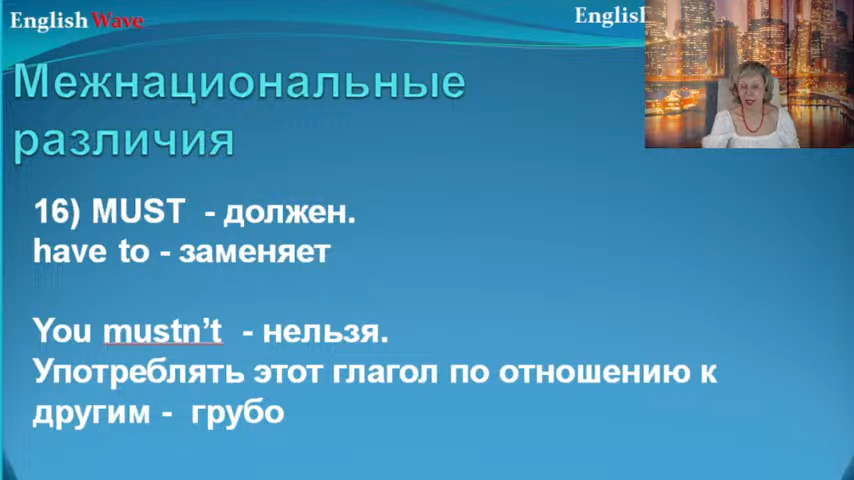 English Wave
English
Межнациональные
различия
16) MUST - должен.
have to - заменяет
You mustn’t - нельзя.
Употреблять этот глагол по отношению к
другим - грубо